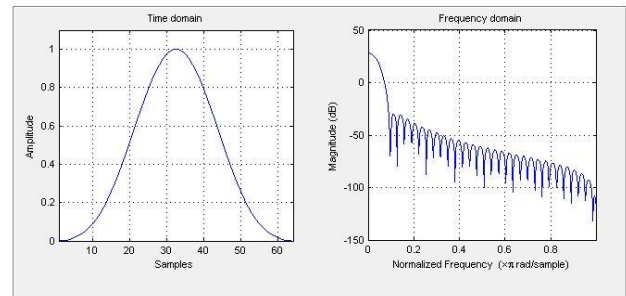 Time domain
Amplitude
1
0.8
0.6
0.4
0.2
0
10 20 30 40 50 60
Samples
Frequency domain
Magnitude (dB)
50
0
-50
-100
-150
0 0.2 0.4 0.6 0.8
Normalized Frequency (×π rad/sample)